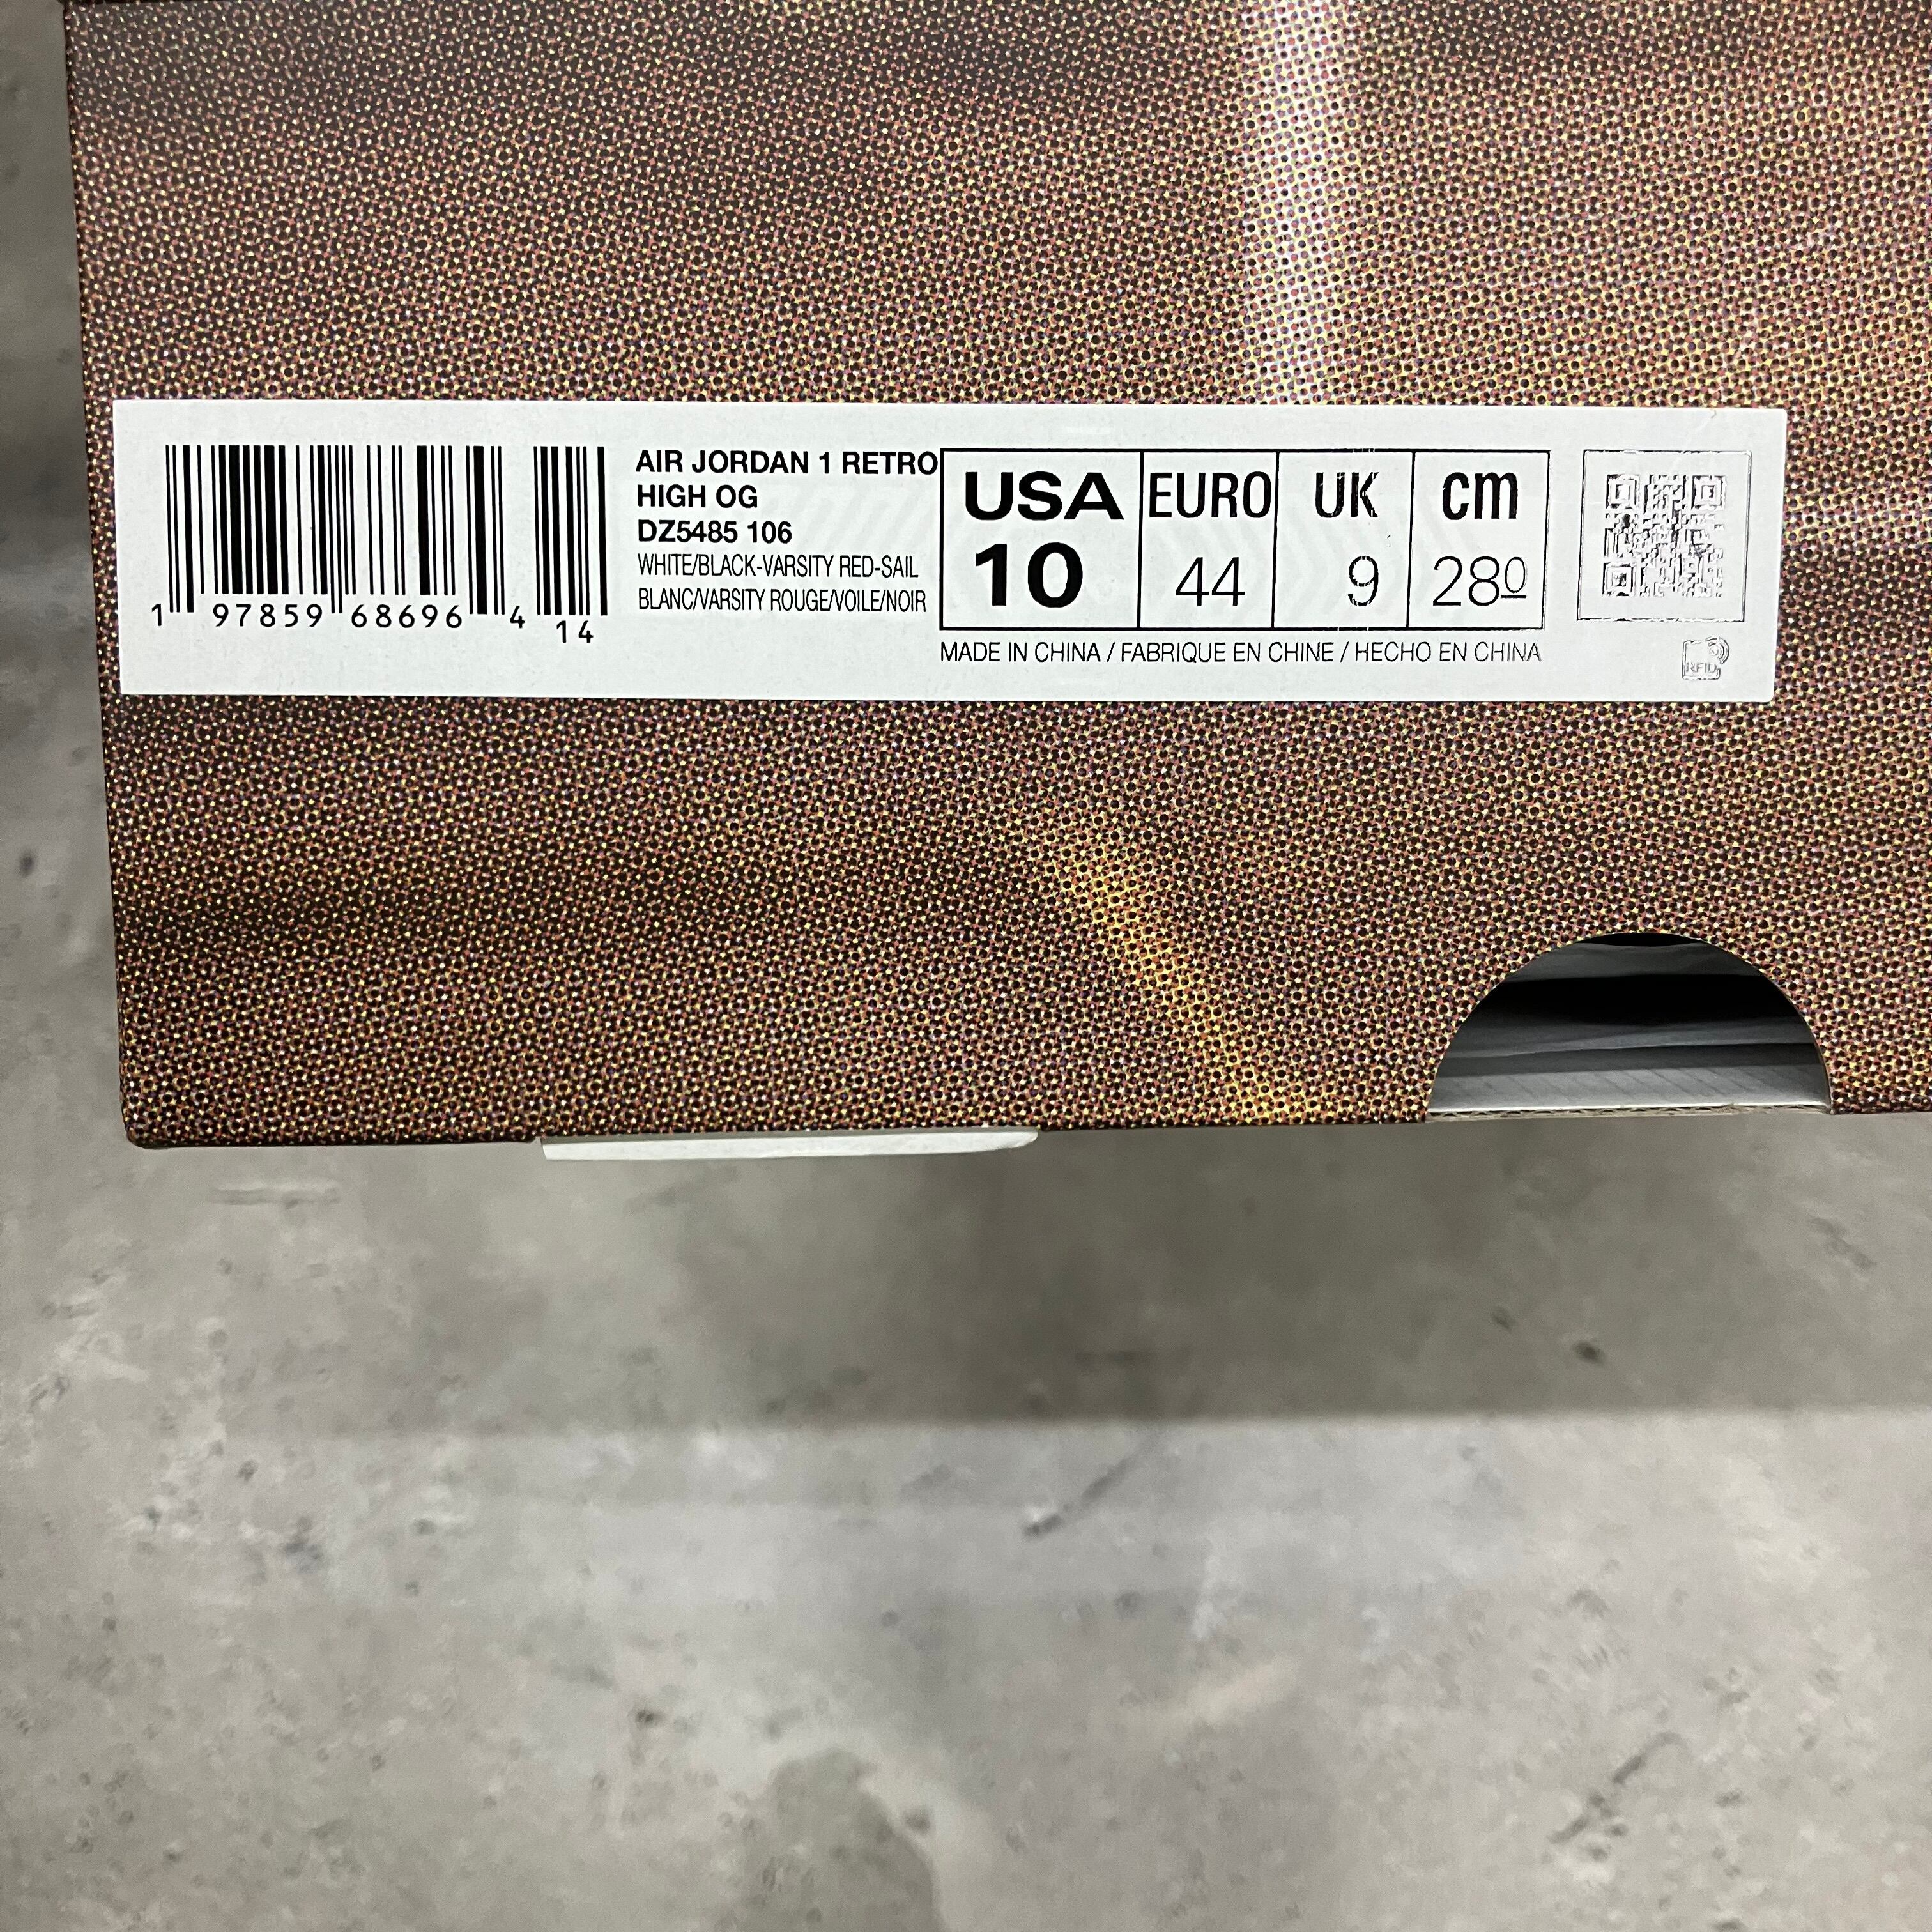 AIR JORDAN 1 RETRO
HIGH OG
DZ5485 106
WHITE/BLACK-VARSITY RED-SAIL
BLANC/VARSITY ROUGE/VOILE/NOIR
1 97859 68696 4
14
USA EURO UK cm
10 44 9 280
MADE IN CHINA / FABRIQUE EN CHINE / HECHO EN CHINA
RFID